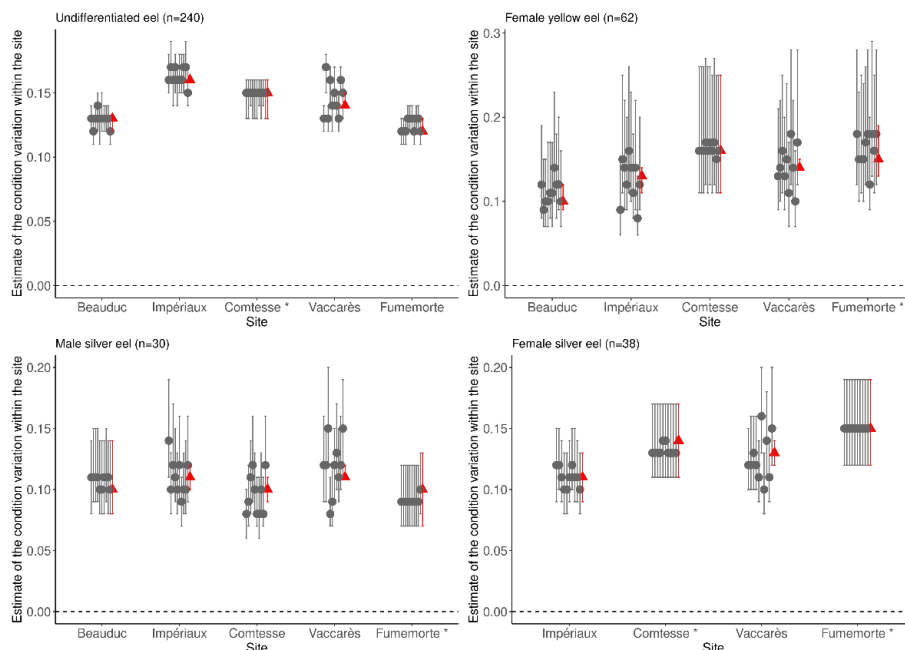 Undifferentiated eel (n=240)
Estimate of the condition variation within the site
0.15
0.10
0.05
0.00
Beauduc Impériaux Comtesse * Vaccarès Fumemorte
Site
Female yellow eel (n=62)
Estimate of the condition variation within the site
0.3
0.2
0.1
0.0
Beauduc Impériaux Comtesse Vaccarès Fumemorte *
Site
Male silver eel (n=30)
Estimate of the condition variation within the site
0.20
0.15
0.10
0.05
0.00
Beauduc Impériaux Comtesse Vaccarès Fumemorte *
Site
Female silver eel (n=38)
Estimate of the condition variation within the site
0.20
0.15
0.10
0.05
0.00
Impériaux Comtesse * Vaccarès Fumemorte *
Site